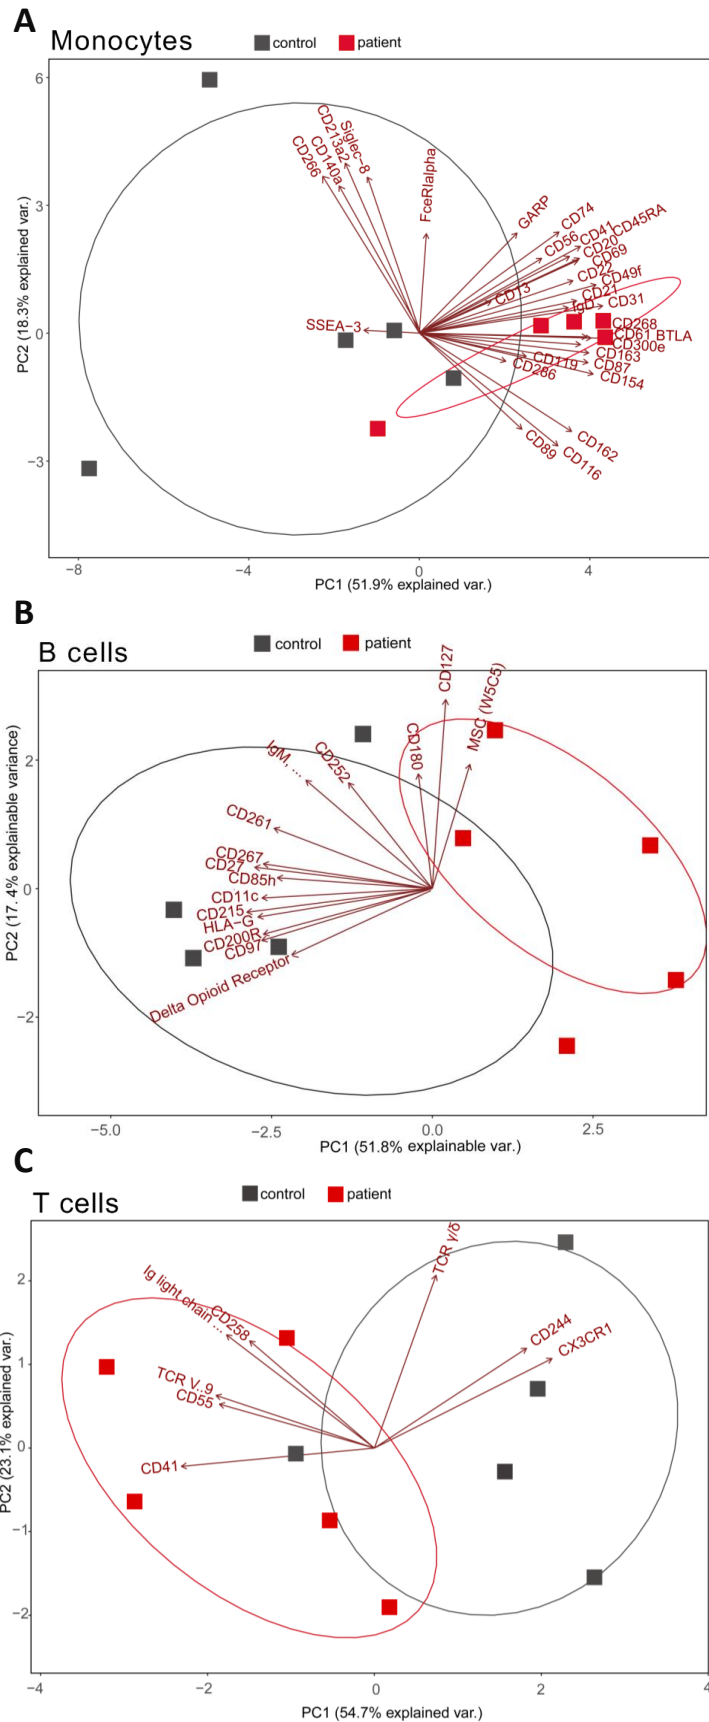 A
Monocytes
control patient
6
3
0
−3
PC2 (18.3% explained var.)
CD266
CD140a
CD213a2
Siglec−8
FceRIalpha
GARP
CD74
CD56
CD41
CD45RA
CD20
CD69
CD22
CD49f
CD13
CD21
IgD
CD31
SSEA−3
CD268
CD61
BTLA
CD300e
CD119
CD163
CD286
CD87
CD154
CD89
CD162
CD116
−8 −4 0 4
PC1 (51.9% explained var.)
B
B cells
control patient
2
0
−2
PC2 (17. 4% explainable variance)
CD127
MSC (W5C5)
CD180
IgM, ...
CD252
CD261
CD267
CD27
CD85h
CD11c
CD215
HLA−G
CD200R
CD97
Delta Opioid Receptor
−5.0 −2.5 0.0 2.5
PC1 (51.8% explainable var.)
C
T cells
control patient
2
1
0
−1
−2
PC2 (23.1% explained var.)
TCR γ/δ
Ig light chain ...
CD258
CD244
CX3CR1
TCR V..9
CD55
CD41
−4 −2 0 2 4
PC1 (54.7% explained var.)